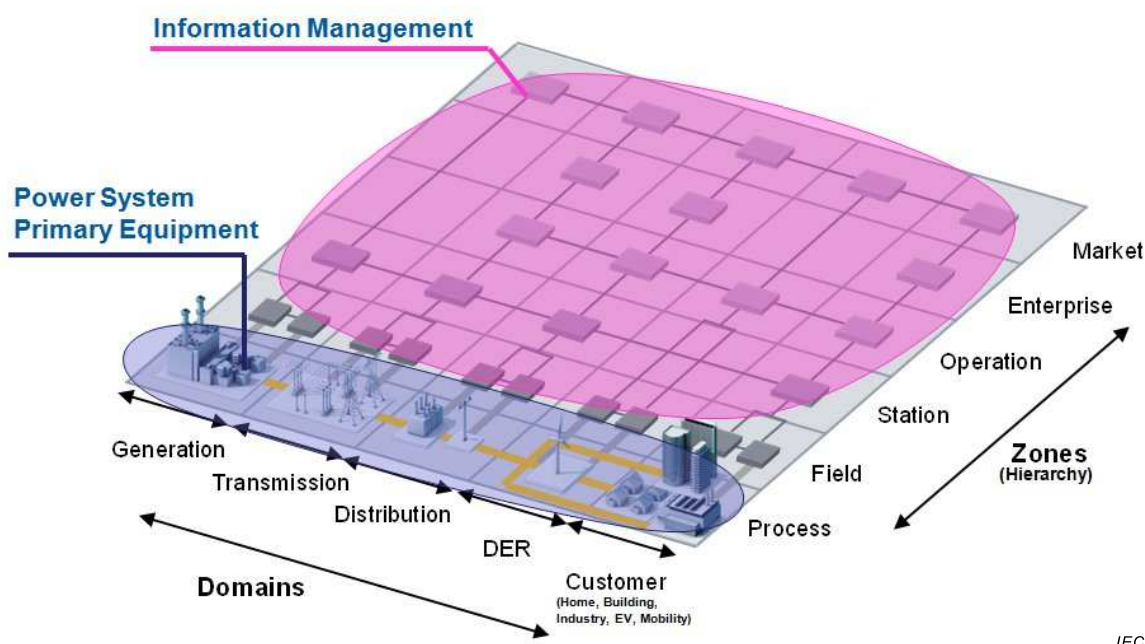 Information Management
Power System
Primary Equipment
Market
Enterprise
Operation
Station
Field
Process
Zones
(Hierarchy)
Generation
Transmission
Distribution
DER
Customer
(Home, Building,
Industry, EV, Mobility)
Domains
IEC